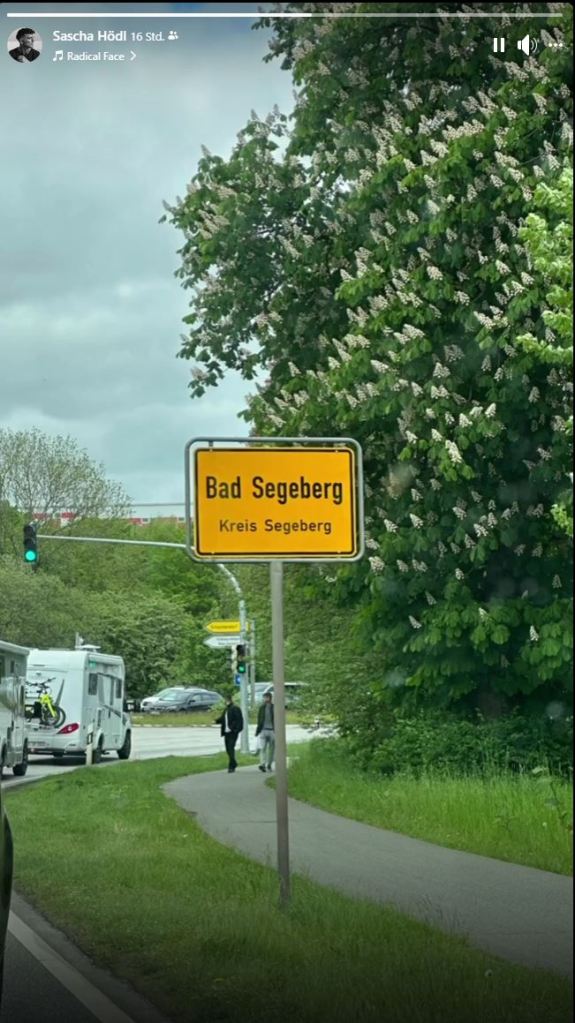 Sascha Hödl 16 Std.
Radical Face
Bad Segeberg
Kreis Segeberg